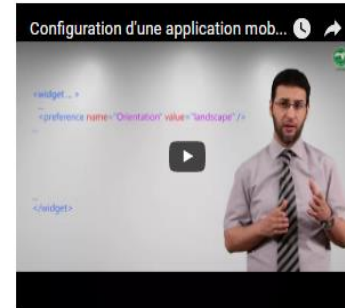 Configuration d'une application mob...
<widget ... >
...
<preference name="Orientation" value="landscape" />
...
...
</widget>